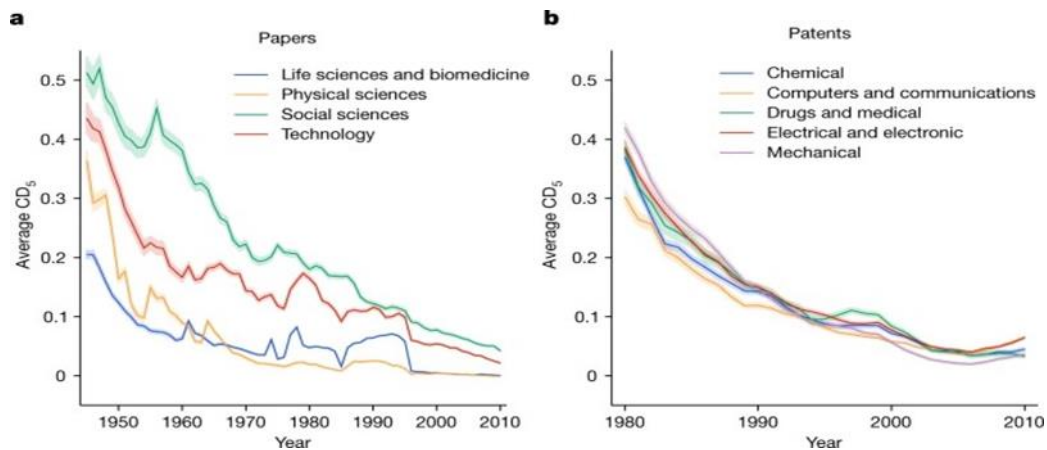 a
Papers
Life sciences and biomedicine
Physical sciences
Social sciences
Technology
Average CD5
0.5
0.4
0.3
0.2
0.1
0
1950 1960 1970 1980 1990 2000 2010
Year
b
Patents
Chemical
Computers and communications
Drugs and medical
Electrical and electronic
Mechanical
Average CD5
0.5
0.4
0.3
0.2
0.1
0
1980 1990 2000 2010
Year